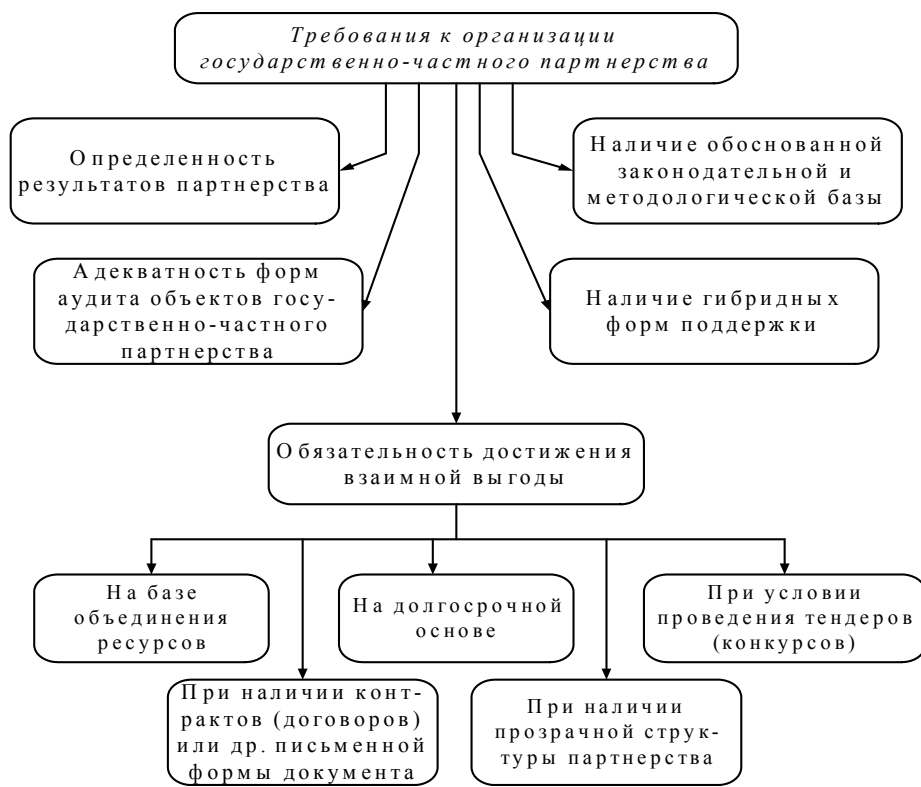 Требования к организации
государственно-частного партнерства
Определенность
результатов партнерства
Наличие обоснованной
законодательной и
методологической базы
Адекватность форм
аудита объектов госу-
дарственно-частного
партнерства
Наличие гибридных
форм поддержки
Обязательность достижения
взаимной выгоды
На базе
объединения
ресурсов
На долгосрочной
основе
При условии
проведения тендеров
(конкурсов)
При наличии конт-
рактов (договоров)
или др. письменной
формы документа
При наличии
прозрачной струк-
туры партнерства